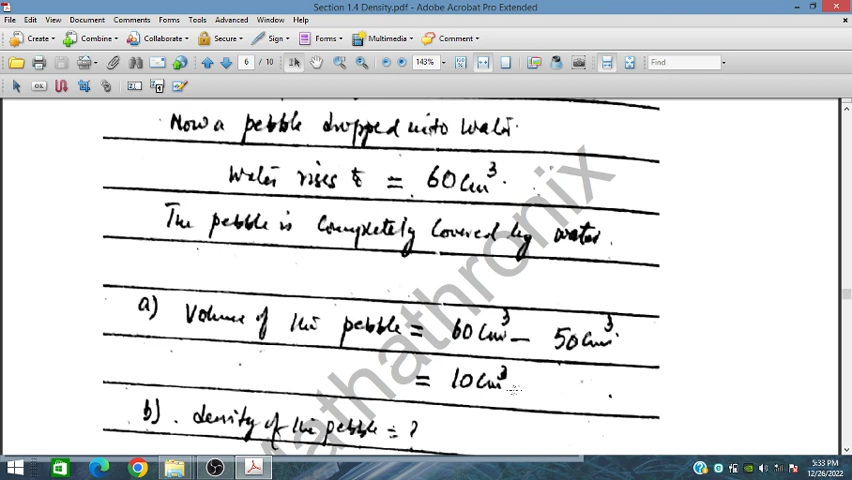 Section 1.4 Density.pdf - Adobe Acrobat Pro Extended
File Edit View Document Comments Forms Tools Advanced Window Help
Create Combine Collaborate Secure Sign Forms Multimedia Comment
6 / 10 143% Find
Now a pebble dropped into water.
Water rises to = 60cm³.
The pebble is completely covered by water.
a) Volume of the pebble = 60cm³ - 50cm³.
= 10cm³
b). density of the pebble = ?
mathathronix
5:33 PM
12/26/2022